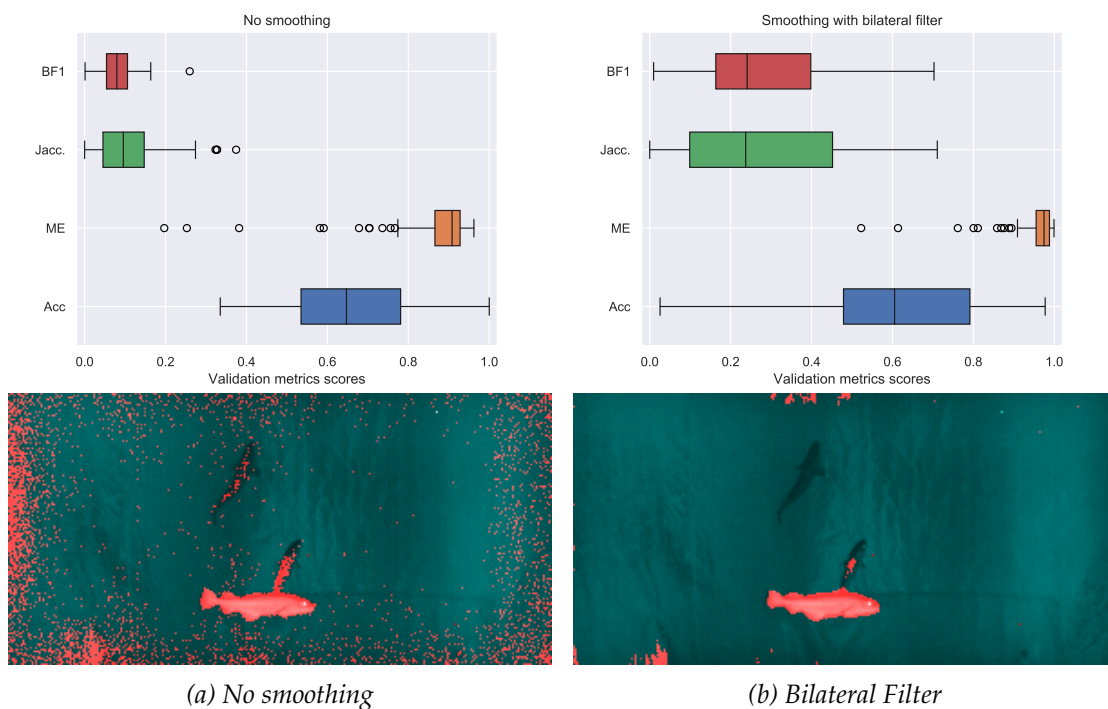 No smoothing
BF1
Jacc.
ME
Acc
0.0 0.2 0.4 0.6 0.8 1.0
Validation metrics scores
Smoothing with bilateral filter
BF1
Jacc.
ME
Acc
0.0 0.2 0.4 0.6 0.8 1.0
Validation metrics scores
(a) No smoothing
(b) Bilateral Filter